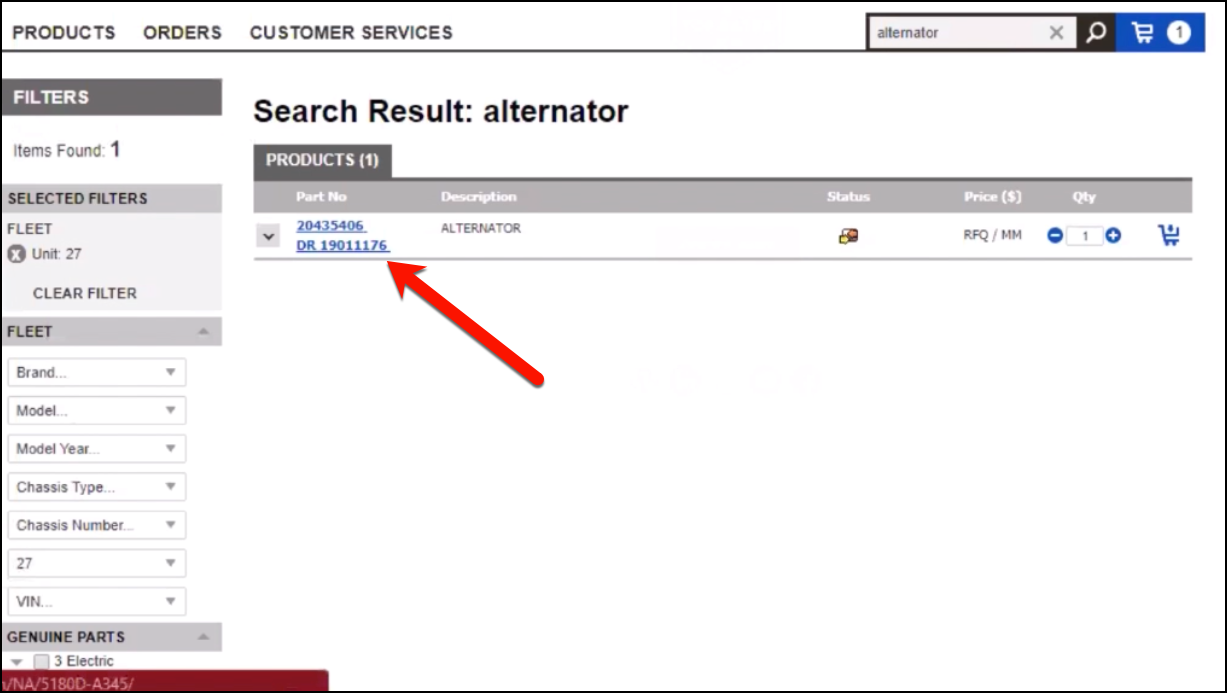 PRODUCTS ORDERS CUSTOMER SERVICES alternator 1
FILTERS
Items Found: 1
SELECTED FILTERS
FLEET
Unit: 27
CLEAR FILTER
FLEET
Brand...
Model...
Model Year...
Chassis Type...
Chassis Number...
27
VIN...
GENUINE PARTS
3 Electric
/NA/5180D-A345/
Search Result: alternator
PRODUCTS (1)
Part No Description Status Price ($) Qty
20435406 ALTERNATOR RFQ / MM 1
DR 19011176